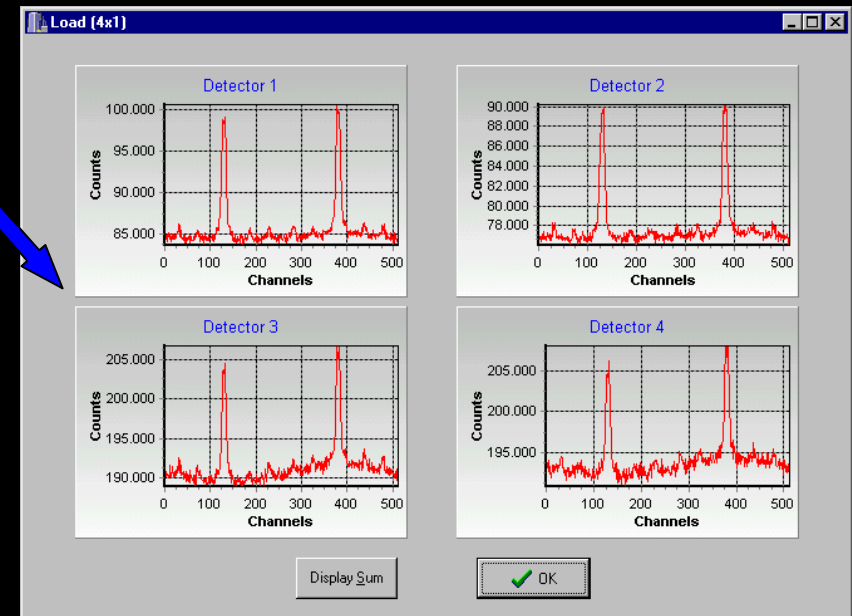 Load (4x1)
Detector 1
100.000
95.000
90.000
85.000
Counts
0 100 200 300 400 500
Channels
Detector 2
90.000
88.000
86.000
84.000
82.000
80.000
78.000
Counts
0 100 200 300 400 500
Channels
Detector 3
205.000
200.000
195.000
190.000
Counts
0 100 200 300 400 500
Channels
Detector 4
205.000
200.000
195.000
Counts
0 100 200 300 400 500
Channels
Display Sum
OK